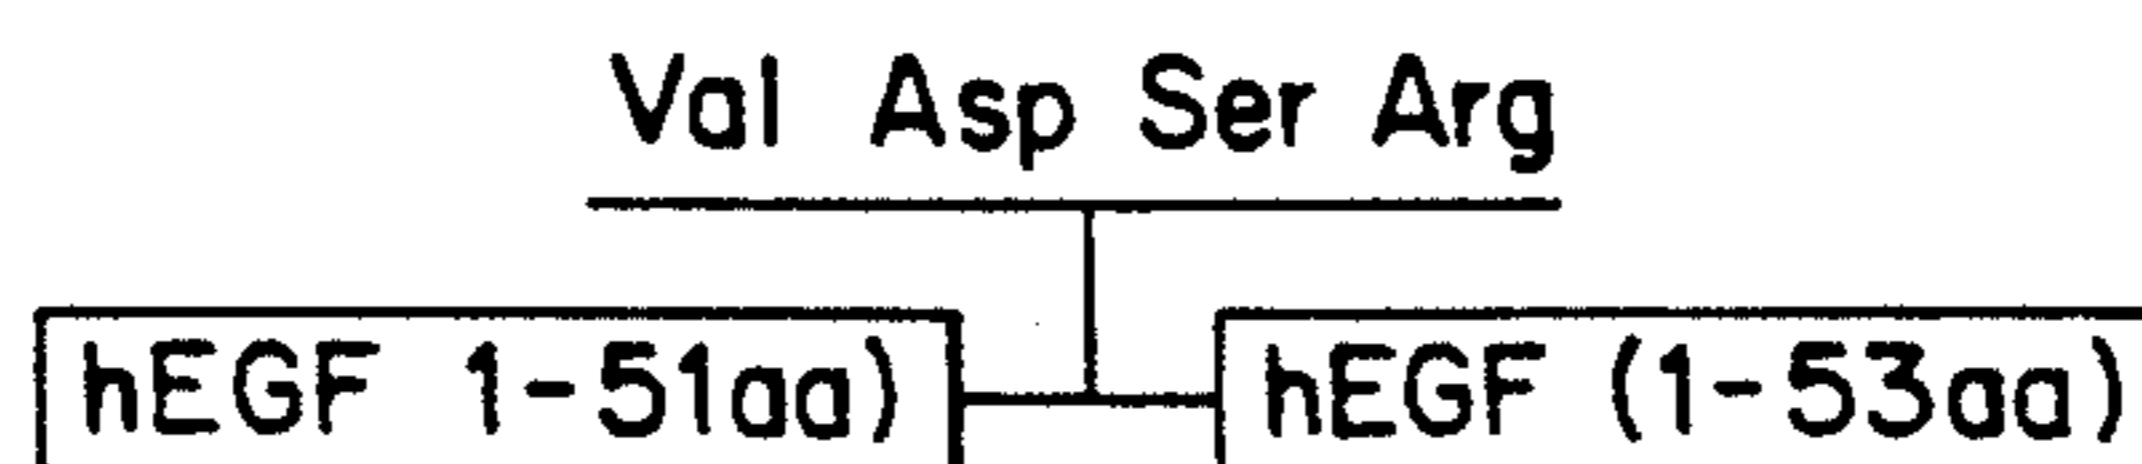 Val Asp Ser Arg
hEGF 1-51aa) hEGF (1-53aa)